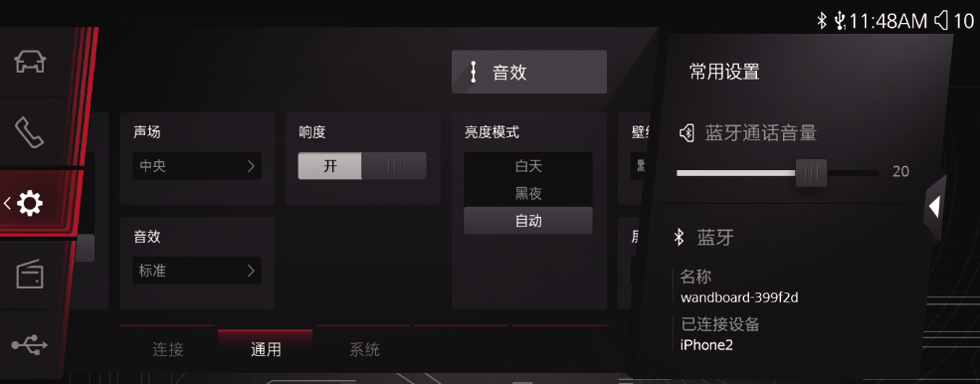 11:48AM 10
音效
常用设置
声场
中央
响度
开
亮度模式
白天
黑夜
自动
蓝牙通话音量
20
音效
标准
蓝牙
名称
wandboard-399f2d
已连接设备
iPhone2
连接
通用
系统